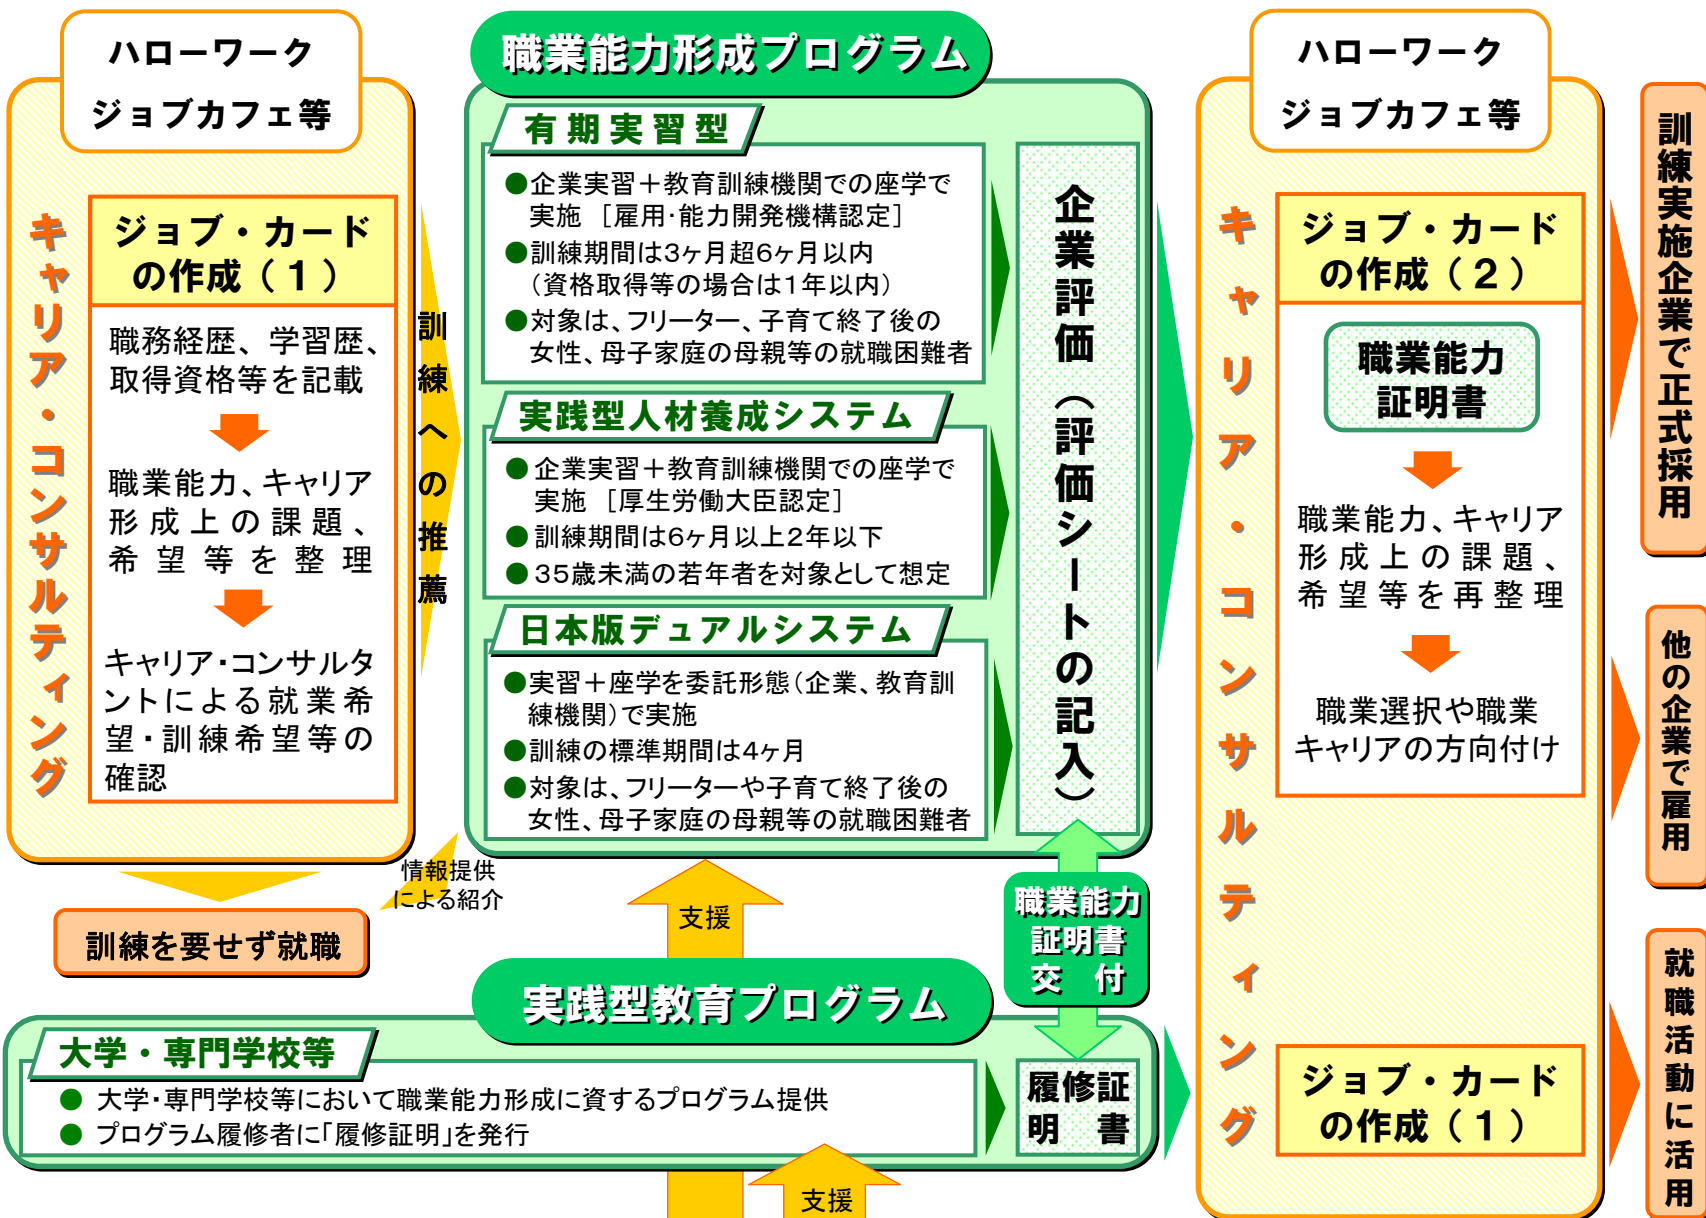 ハローワーク
ジョブカフェ等
キャリア・コンサルティング
ジョブ・カード
の作成（１）
職務経歴、学習歴、
取得資格等を記載
職業能力、キャリア
形成上の課題、
希望等を整理
キャリア・コンサルタ
ントによる就業希
望・訓練希望等の
確認
訓練への推薦
情報提供
による紹介
訓練を要せず就職
職業能力形成プログラム
有期実習型
●企業実習＋教育訓練機関での座学で
実施 ［雇用・能力開発機構認定］
●訓練期間は3ヶ月超6ヶ月以内
（資格取得等の場合は1年以内）
●対象は、フリーター、子育て終了後の
女性、母子家庭の母親等の就職困難者
実践型人材養成システム
●企業実習＋教育訓練機関での座学で
実施 ［厚生労働大臣認定］
●訓練期間は6ヶ月以上2年以下
●35歳未満の若年者を対象として想定
日本版デュアルシステム
●実習＋座学を委託形態（企業、教育訓
練機関）で実施
●訓練の標準期間は4ヶ月
●対象は、フリーターや子育て終了後の
女性、母子家庭の母親等の就職困難者
企業評価（評価シートの記入）
支援
職業能力
証明書
交　付
実践型教育プログラム
大学・専門学校等
● 大学・専門学校等において職業能力形成に資するプログラム提供
● プログラム履修者に「履修証明」を発行
履修証
明　書
支援
ハローワーク
ジョブカフェ等
キャリア・コンサルティング
ジョブ・カード
の作成（２）
職業能力
証明書
職業能力、キャリア
形成上の課題、
希望等を再整理
職業選択や職業
キャリアの方向付け
ジョブ・カード
の作成（１）
訓練実施企業で正式採用
他の企業で雇用
就職活動に活用